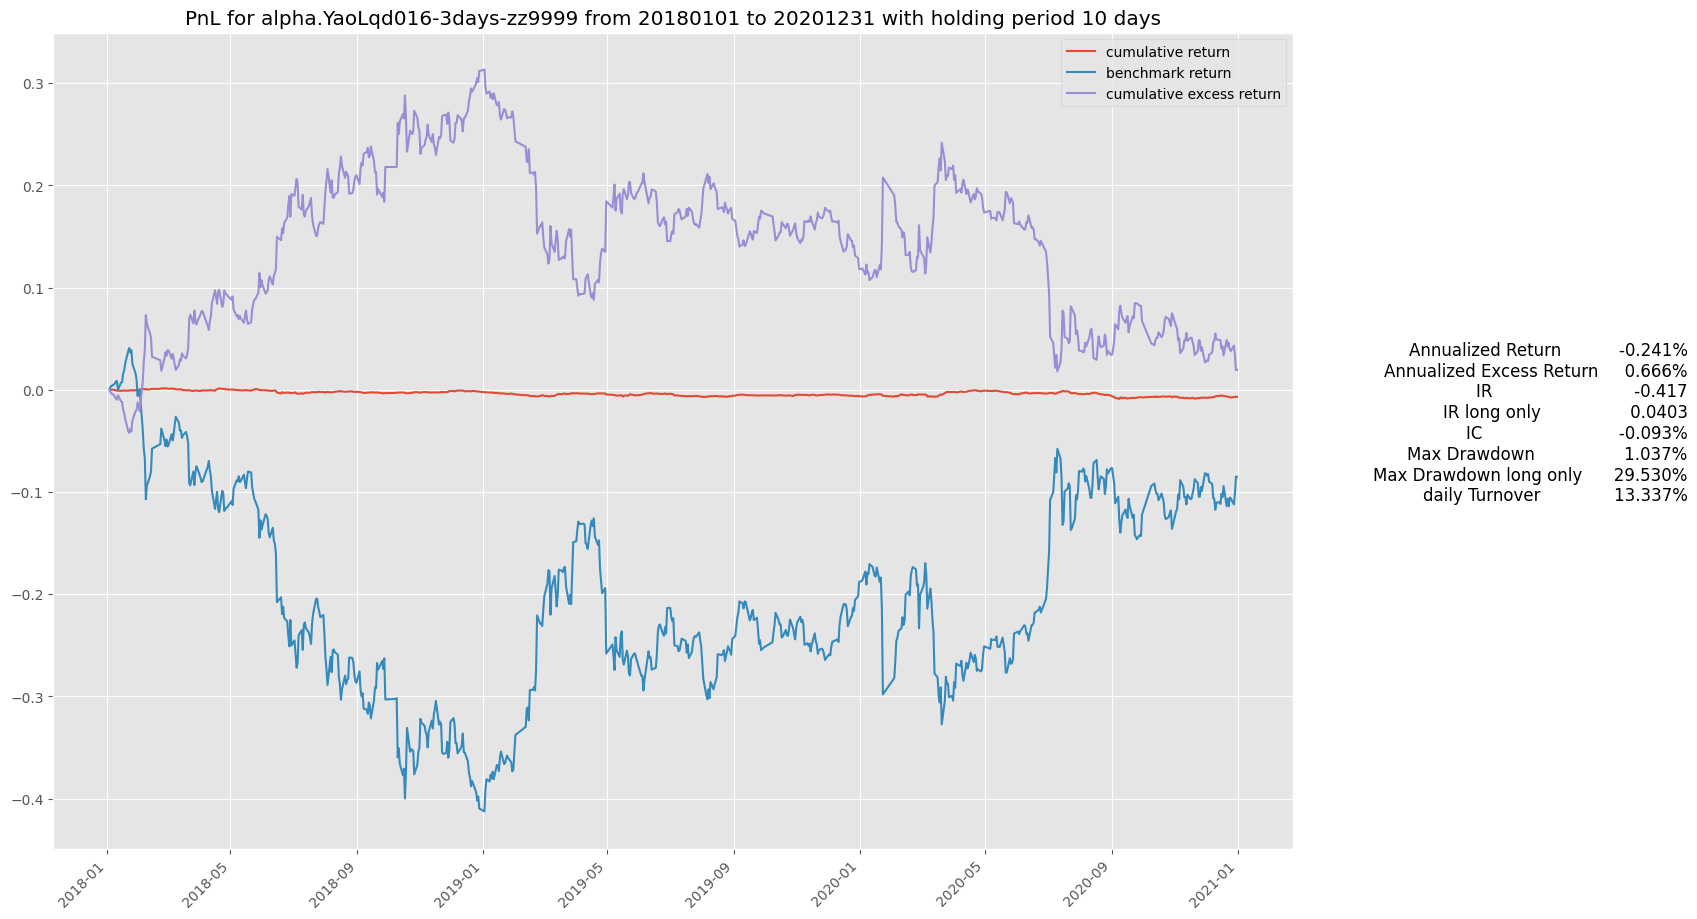 PnL for alpha.YaoLqd016-3days-zz9999 from 20180101 to 20201231 with holding period 10 days
cumulative return
benchmark return
cumulative excess return
0.3
0.2
0.1
0.0
−0.1
−0.2
−0.3
−0.4
2018-01
2018-05
2018-09
2019-01
2019-05
2019-09
2020-01
2020-05
2020-09
2021-01
Annualized Return -0.241%
Annualized Excess Return 0.666%
IR -0.417
IR long only 0.0403
IC -0.093%
Max Drawdown 1.037%
Max Drawdown long only 29.530%
daily Turnover 13.337%